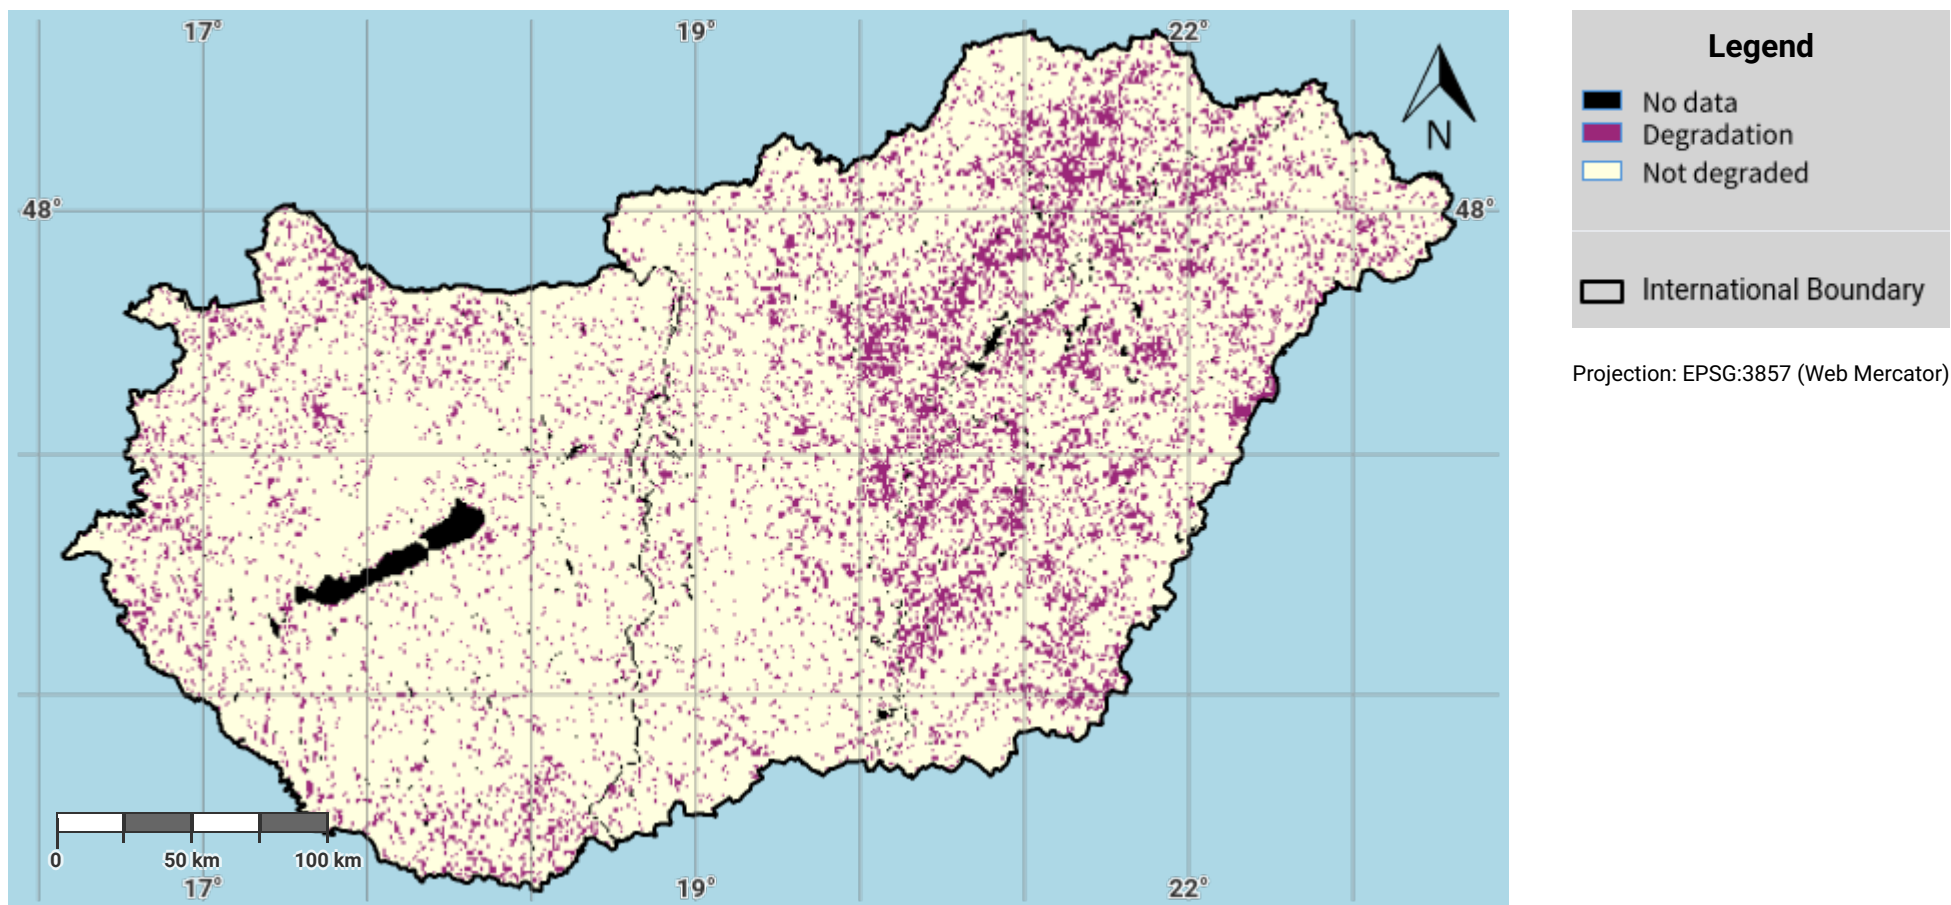 17° 19° 22°
N
48° 48°
0 50 km 100 km
17° 19° 22°
Legend
No data
Degradation
Not degraded
International Boundary
Projection: EPSG:3857 (Web Mercator)